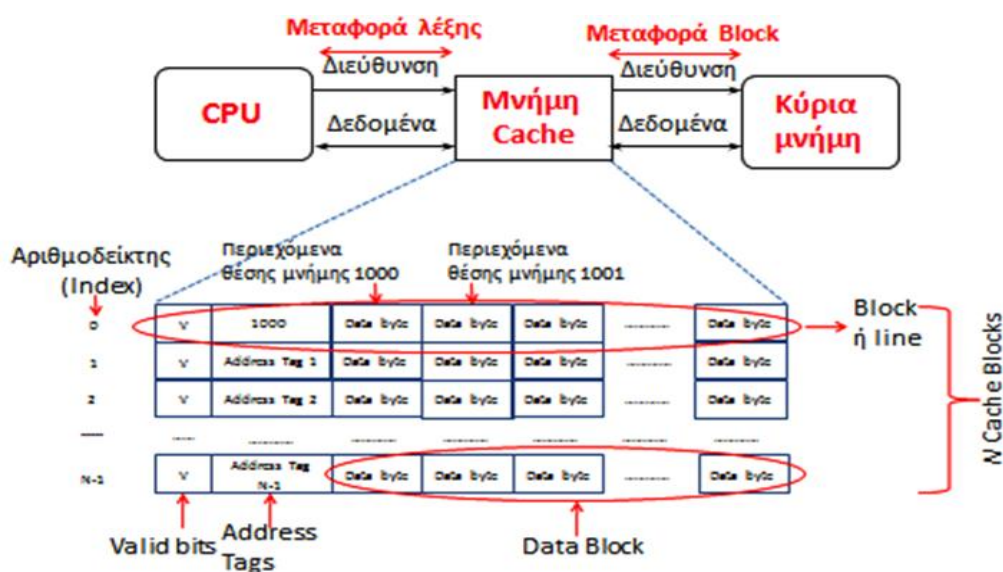 Μεταφορά λέξης
Μεταφορά Block
Διεύθυνση
Διεύθυνση
CPU
Μνήμη
Cache
Κύρια
μνήμη
Δεδομένα
Δεδομένα
Αριθμοδείκτης
(Index)
Περιεχόμενα
θέσης μνήμης 1000
Περιεχόμενα
θέσης μνήμης 1001
0 V 1000 Data byte Data byte Data byte ......... Data byte
Block
ή line
1 V Address Tag 1 Data byte Data byte Data byte ......... Data byte
2 V Address Tag 2 Data byte Data byte Data byte ......... Data byte
N-1 V Address Tag
N-1
Data byte Data byte Data byte ......... Data byte
N Cache Blocks
Valid bits
Address
Tags
Data Block